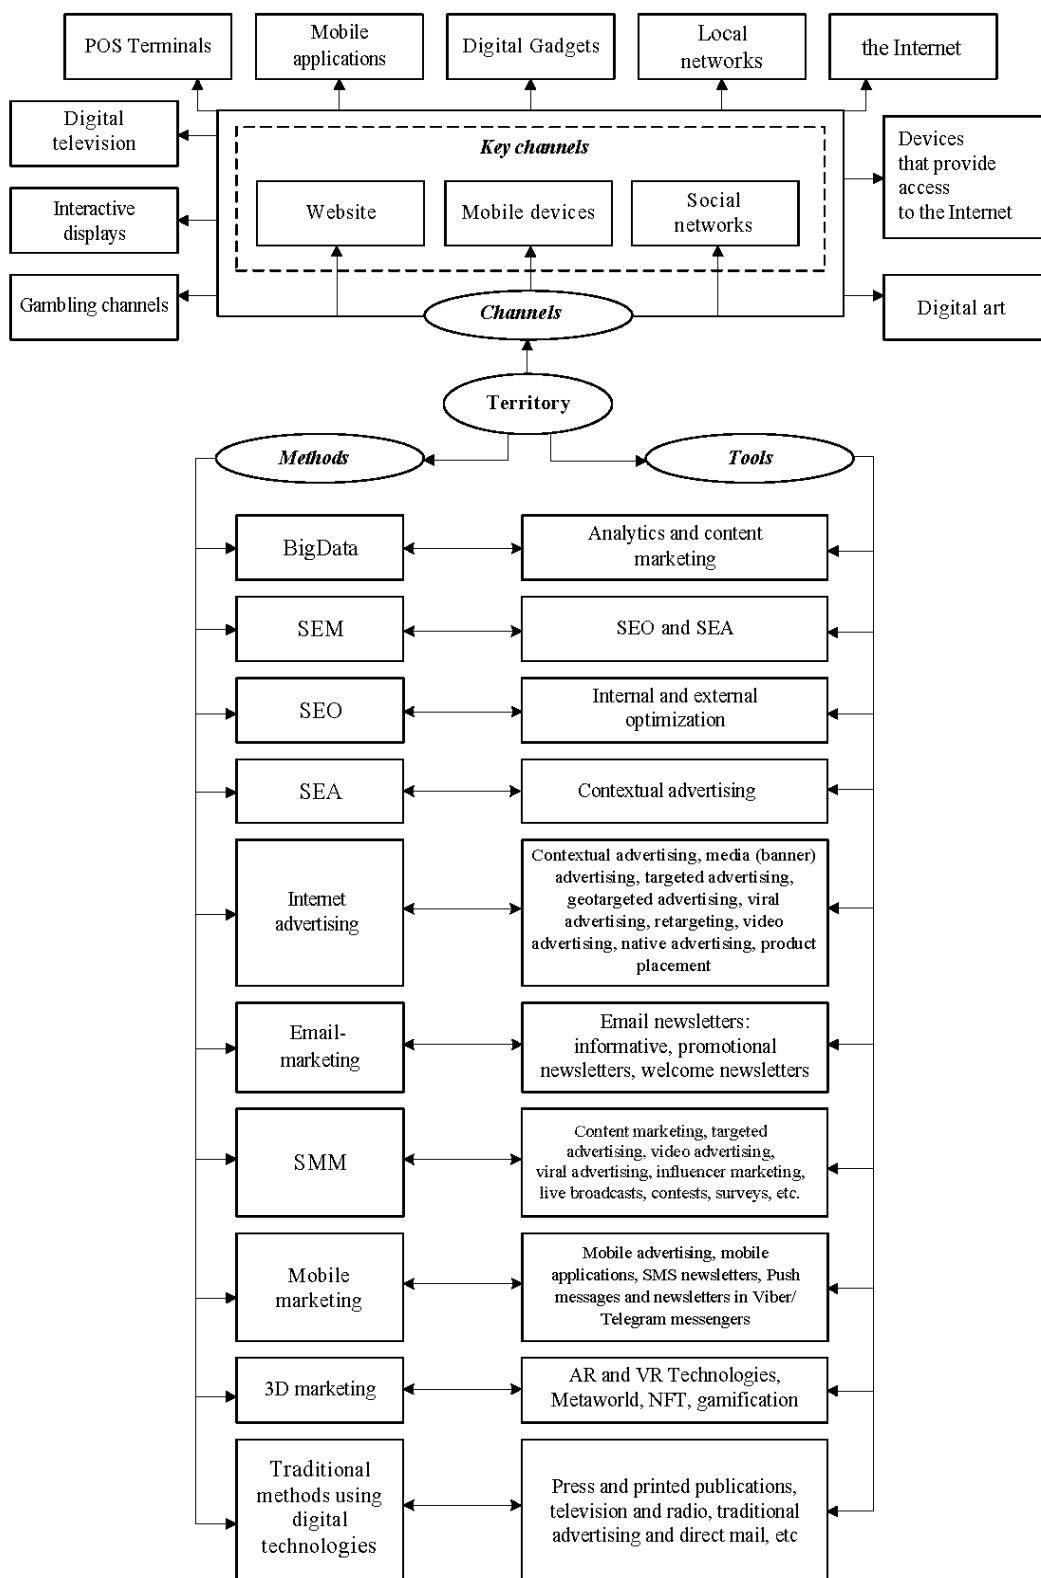 POS Terminals
Mobile
applications
Digital Gadgets
Local
networks
the Internet
Digital
television
Key channels
Devices
that provide
access
to the Internet
Interactive
displays
Website
Mobile devices
Social
networks
Gambling channels
Channels
Digital art
Territory
Methods
Tools
BigData
Analytics and content
marketing
SEM
SEO and SEA
SEO
Internal and external
optimization
SEA
Contextual advertising
Internet
advertising
Contextual advertising, media (banner)
advertising, targeted advertising,
geotargeted advertising, viral
advertising, retargeting, video
advertising, native advertising, product
placement
Email-
marketing
Email newsletters:
informative, promotional
newsletters, welcome newsletters
SMM
Content marketing, targeted
advertising, video advertising,
viral advertising, influencer marketing,
live broadcasts, contests, surveys, etc.
Mobile
marketing
Mobile advertising, mobile
applications, SMS newsletters, Push
messages and newsletters in Viber/
Telegram messengers
3D marketing
AR and VR Technologies,
Metaworld, NFT, gamification
Traditional
methods using
digital
technologies
Press and printed publications,
television and radio, traditional
advertising and direct mail, etc